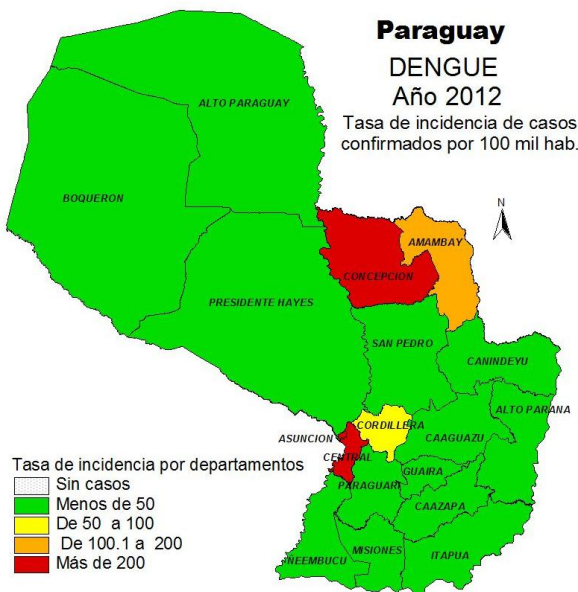 Paraguay
DENGUE
Año 2012
Tasa de incidencia de casos
confirmados por 100 mil hab.
ALTO PARAGUAY
BOQUERON
N
AMAMBAY
CONCEPCION
PRESIDENTE HAYES
SAN PEDRO
CANINDEYU
ALTO PARANA
CORDILLERA
ASUNCION
CAAGUAZU
CENTRAL
GUAIRA
PARAGUARI
CAAZAPA
MISIONES
ITAPUA
NEEMBUCU
Tasa de incidencia por departamentos
Sin casos
Menos de 50
De 50 a 100
De 100.1 a 200
Más de 200